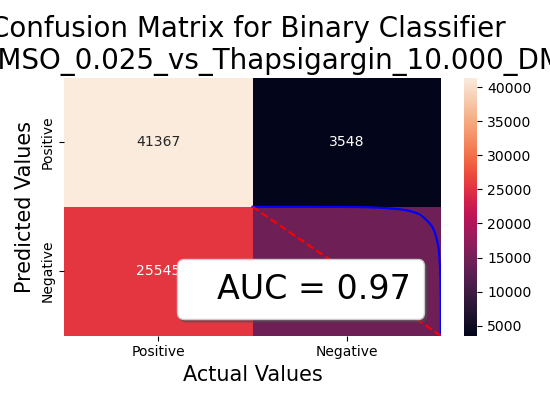 Confusion Matrix for Binary Classifier
MSO_0.025_vs_Thapsigargin_10.000_DM
Predicted Values
Positive
Negative
41367
3548
25545
AUC = 0.97
Positive
Negative
Actual Values
40000
35000
30000
25000
20000
15000
10000
5000